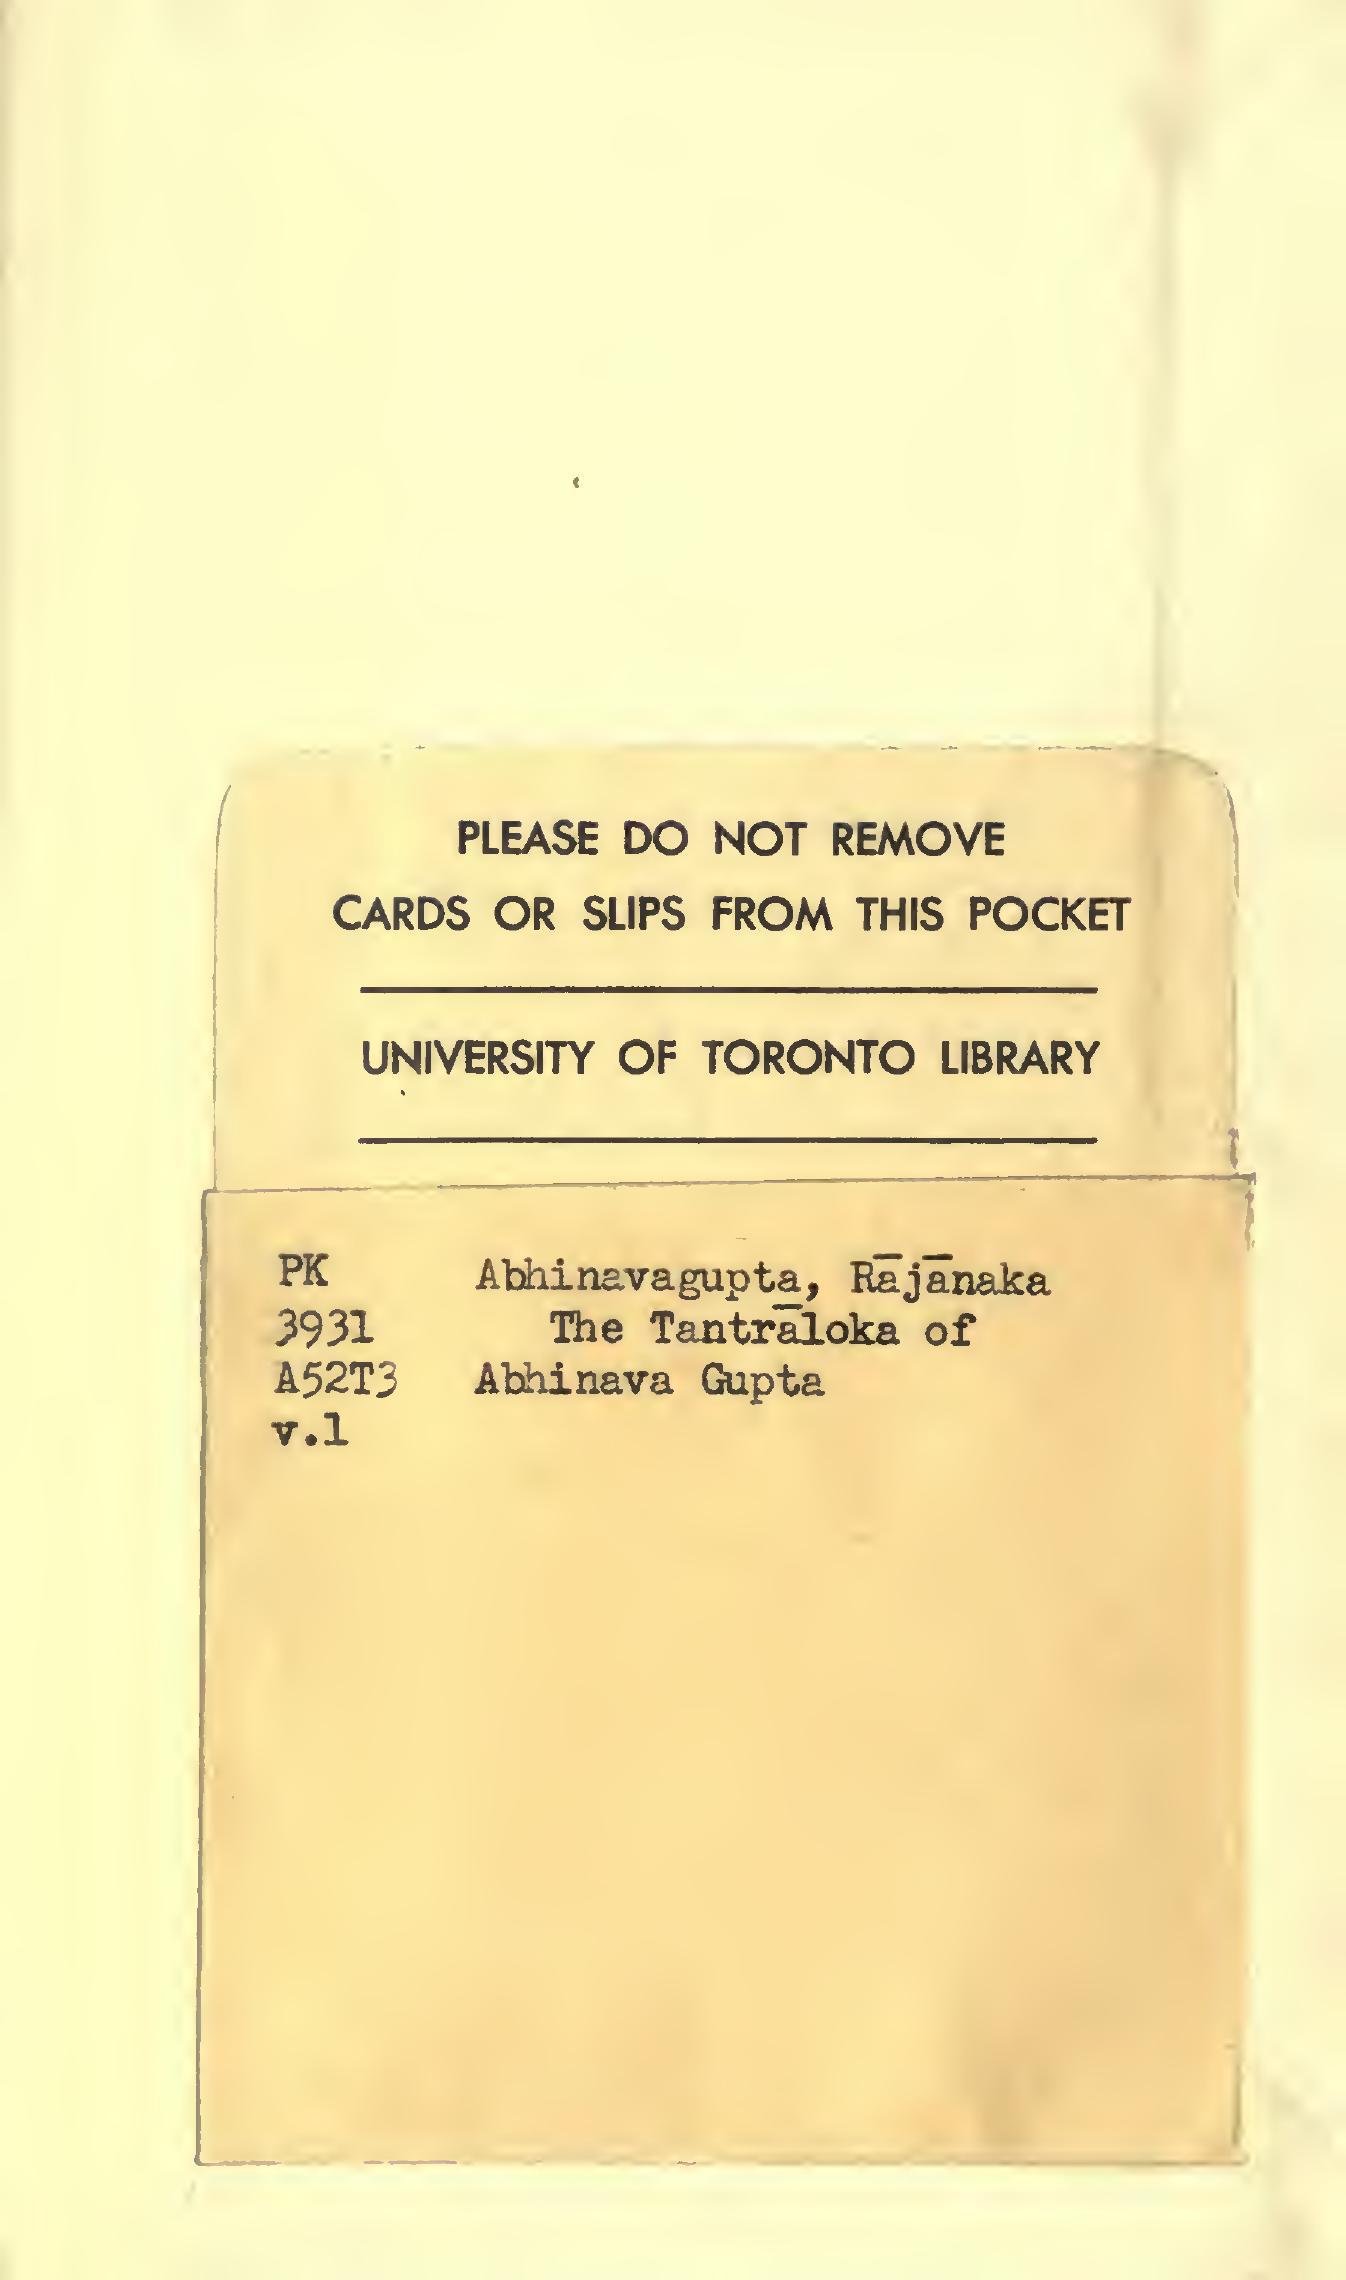 PLEASE DO NOT REMOVE
CARDS OR SLIPS FROM THIS POCKET
UNIVERSITY OF TORONTO LIBRARY
PK Abhinavagupta, Rājānaka
3931 The Tantrāloka of
A52T3 Abhinava Gupta
v.1